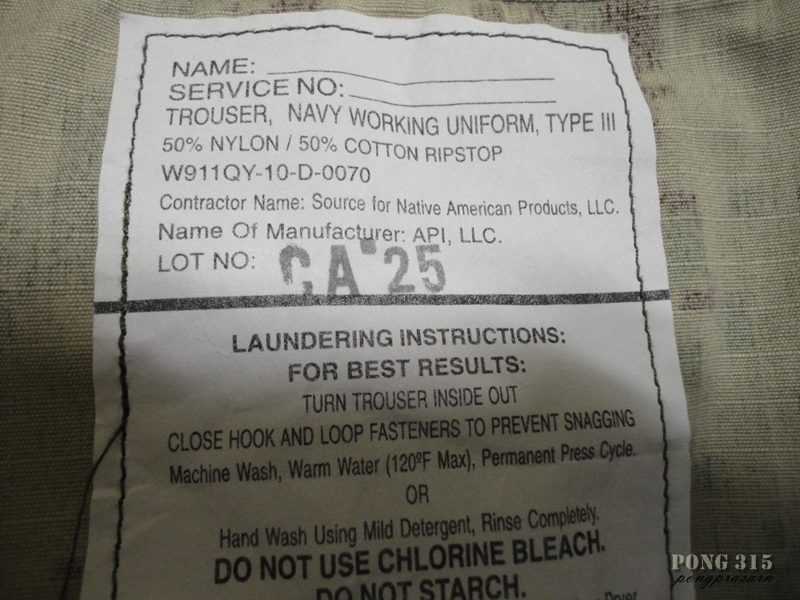 NAME:
SERVICE NO:
TROUSER, NAVY WORKING UNIFORM, TYPE III
50% NYLON / 50% COTTON RIPSTOP
W911QY-10-D-0070
Contractor Name: Source for Native American Products, LLC.
Name Of Manufacturer: API, LLC.
LOT NO: CA 25
LAUNDERING INSTRUCTIONS:
FOR BEST RESULTS:
TURN TROUSER INSIDE OUT
CLOSE HOOK AND LOOP FASTENERS TO PREVENT SNAGGING
Machine Wash, Warm Water (120ºF Max), Permanent Press Cycle.
OR
Hand Wash Using Mild Detergent, Rinse Completely.
DO NOT USE CHLORINE BLEACH.
DO NOT STARCH.
Dryer
PONG 315
pongprasarn